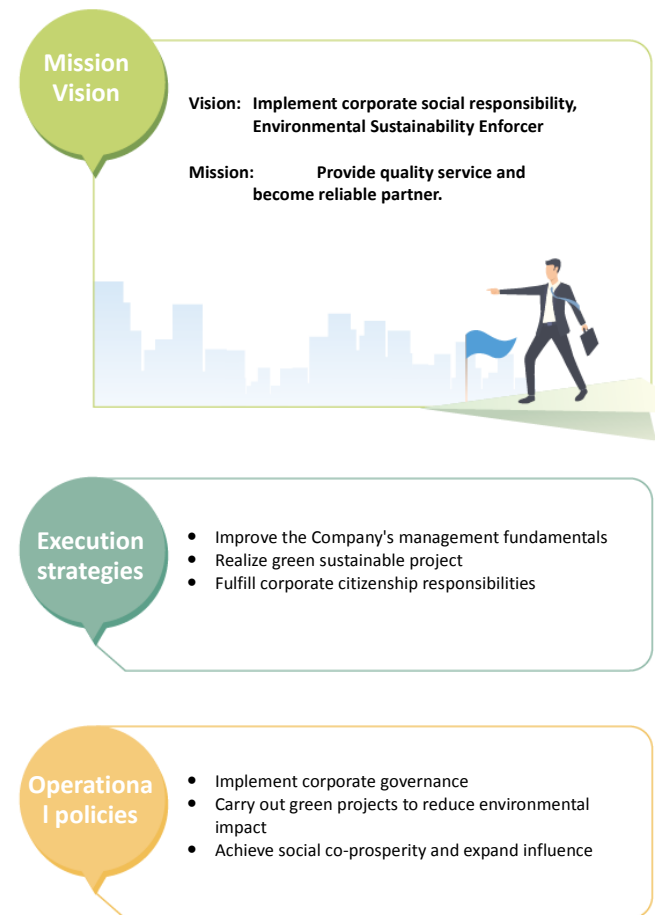 Mission
Vision
Vision: Implement corporate social responsibility,
Environmental Sustainability Enforcer
Mission: Provide quality service and
become reliable partner.
Execution
strategies
• Improve the Company's management fundamentals
• Realize green sustainable project
• Fulfill corporate citizenship responsibilities
Operationa
l policies
• Implement corporate governance
• Carry out green projects to reduce environmental
impact
• Achieve social co-prosperity and expand influence